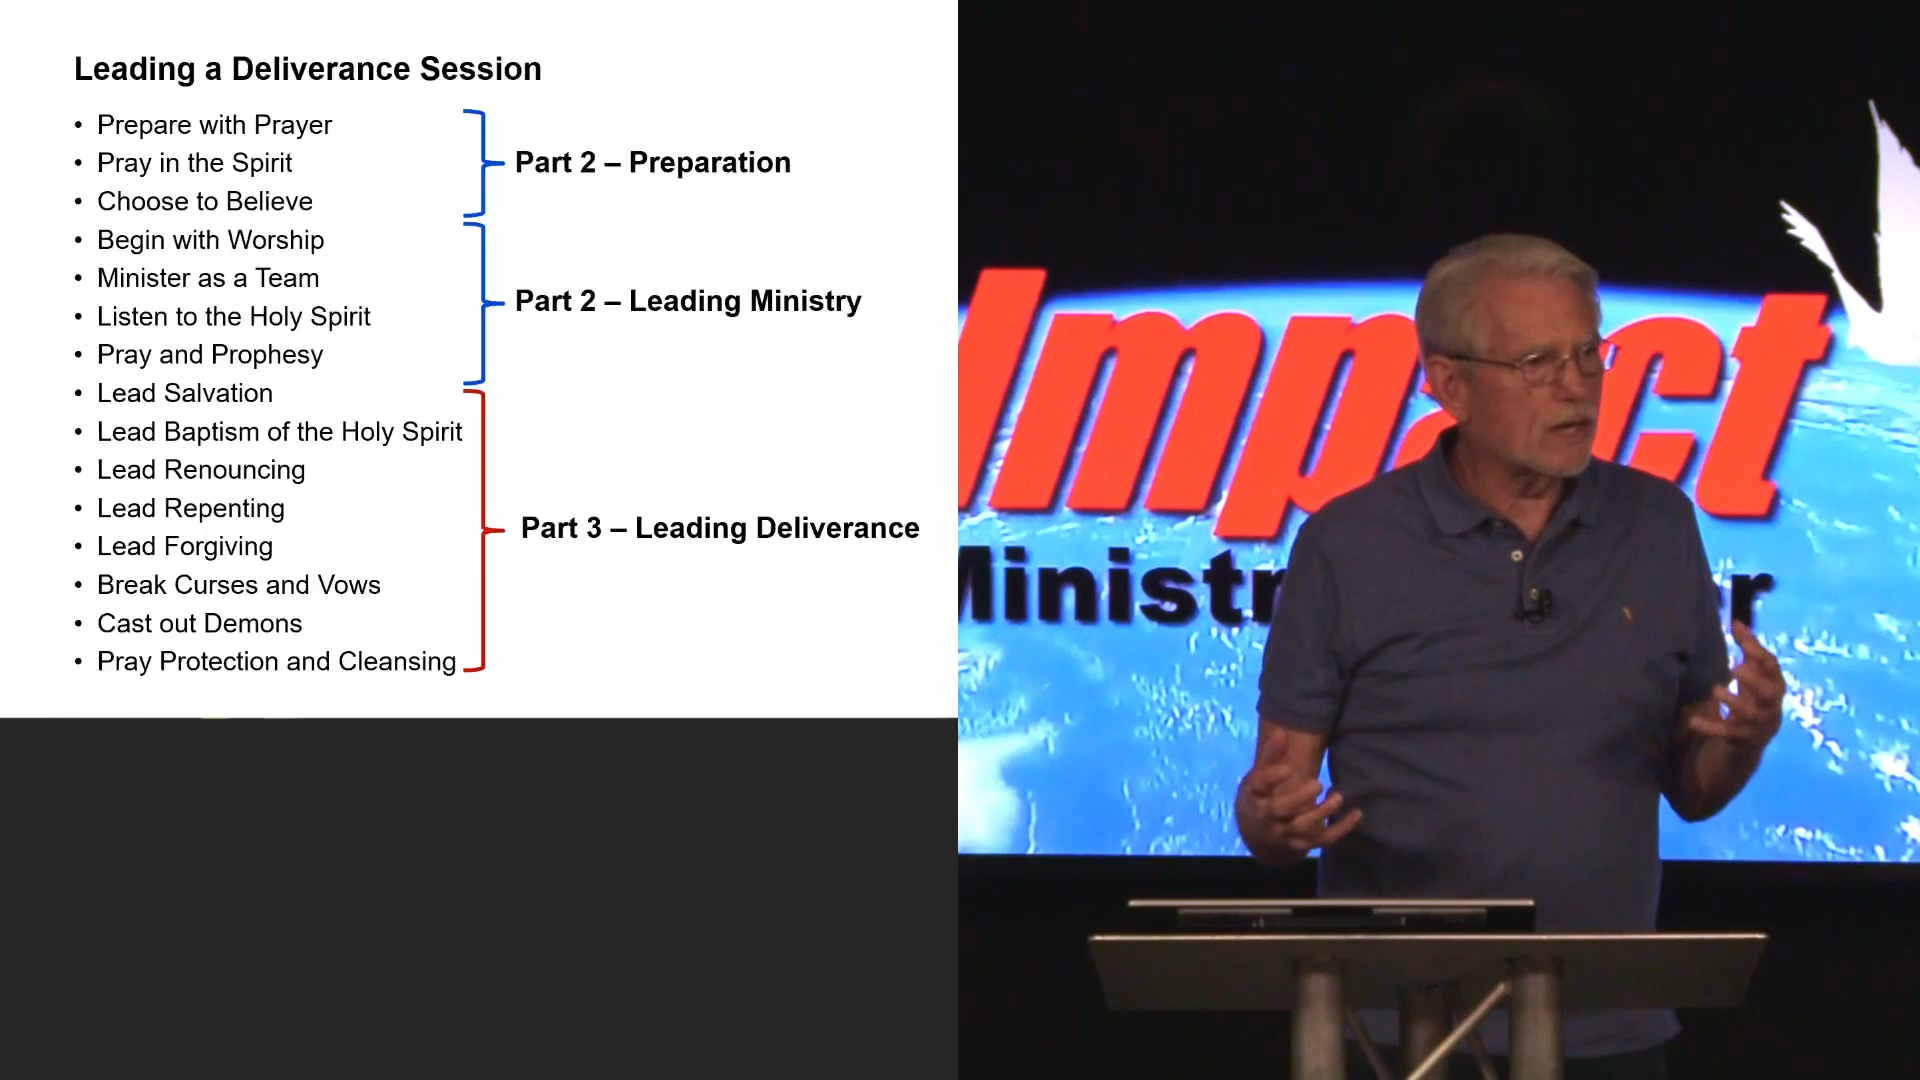 Leading a Deliverance Session
• Prepare with Prayer
• Pray in the Spirit
• Choose to Believe
Part 2 – Preparation
• Begin with Worship
• Minister as a Team
• Listen to the Holy Spirit
• Pray and Prophesy
Part 2 – Leading Ministry
• Lead Salvation
• Lead Baptism of the Holy Spirit
• Lead Renouncing
• Lead Repenting
• Lead Forgiving
• Break Curses and Vows
• Cast out Demons
• Pray Protection and Cleansing
Part 3 – Leading Deliverance
Impact